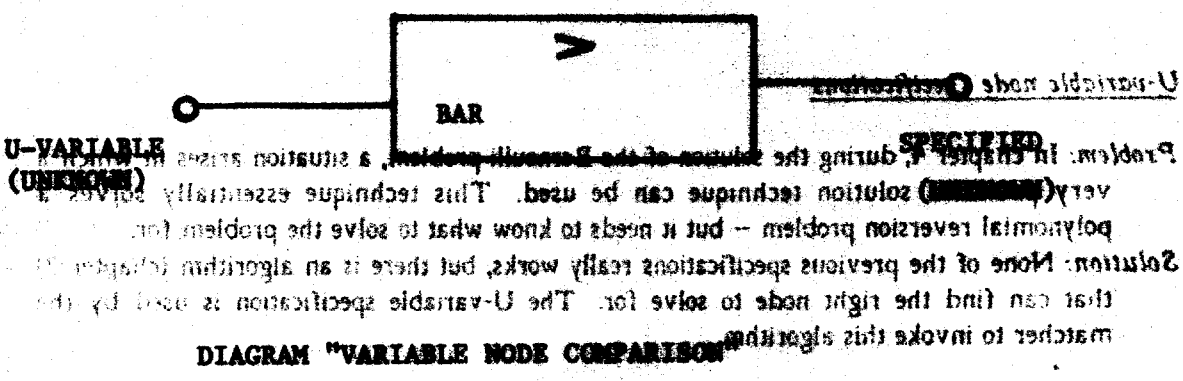 >
BAR
U-VARIABLE
(UNKNOWN)
SPECIFIED
DIAGRAM "VARIABLE NODE COMPARISON"
U-variable node specifications
Problem: In chapter 4, during the solution of the Bernoulli problem, a situation arises in which a
very solution technique can be used. This technique essentially solves a
polynomial reversion problem – but it needs to know what to solve the problem for.
Solution: None of the previous specifications really works, but there is an algorithm (chapter
that can find the right node to solve for. The U-variable specification is used by the
matcher to invoke this algorithm.